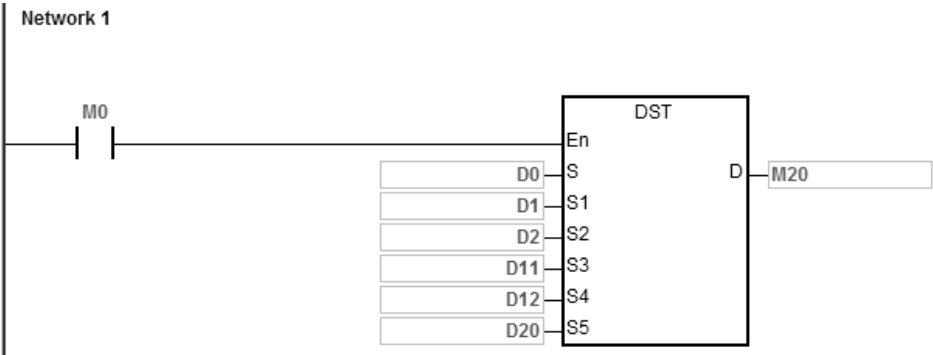 Network 1
M0
DST
En
D0 S D M20
D1 S1
D2 S2
D11 S3
D12 S4
D20 S5